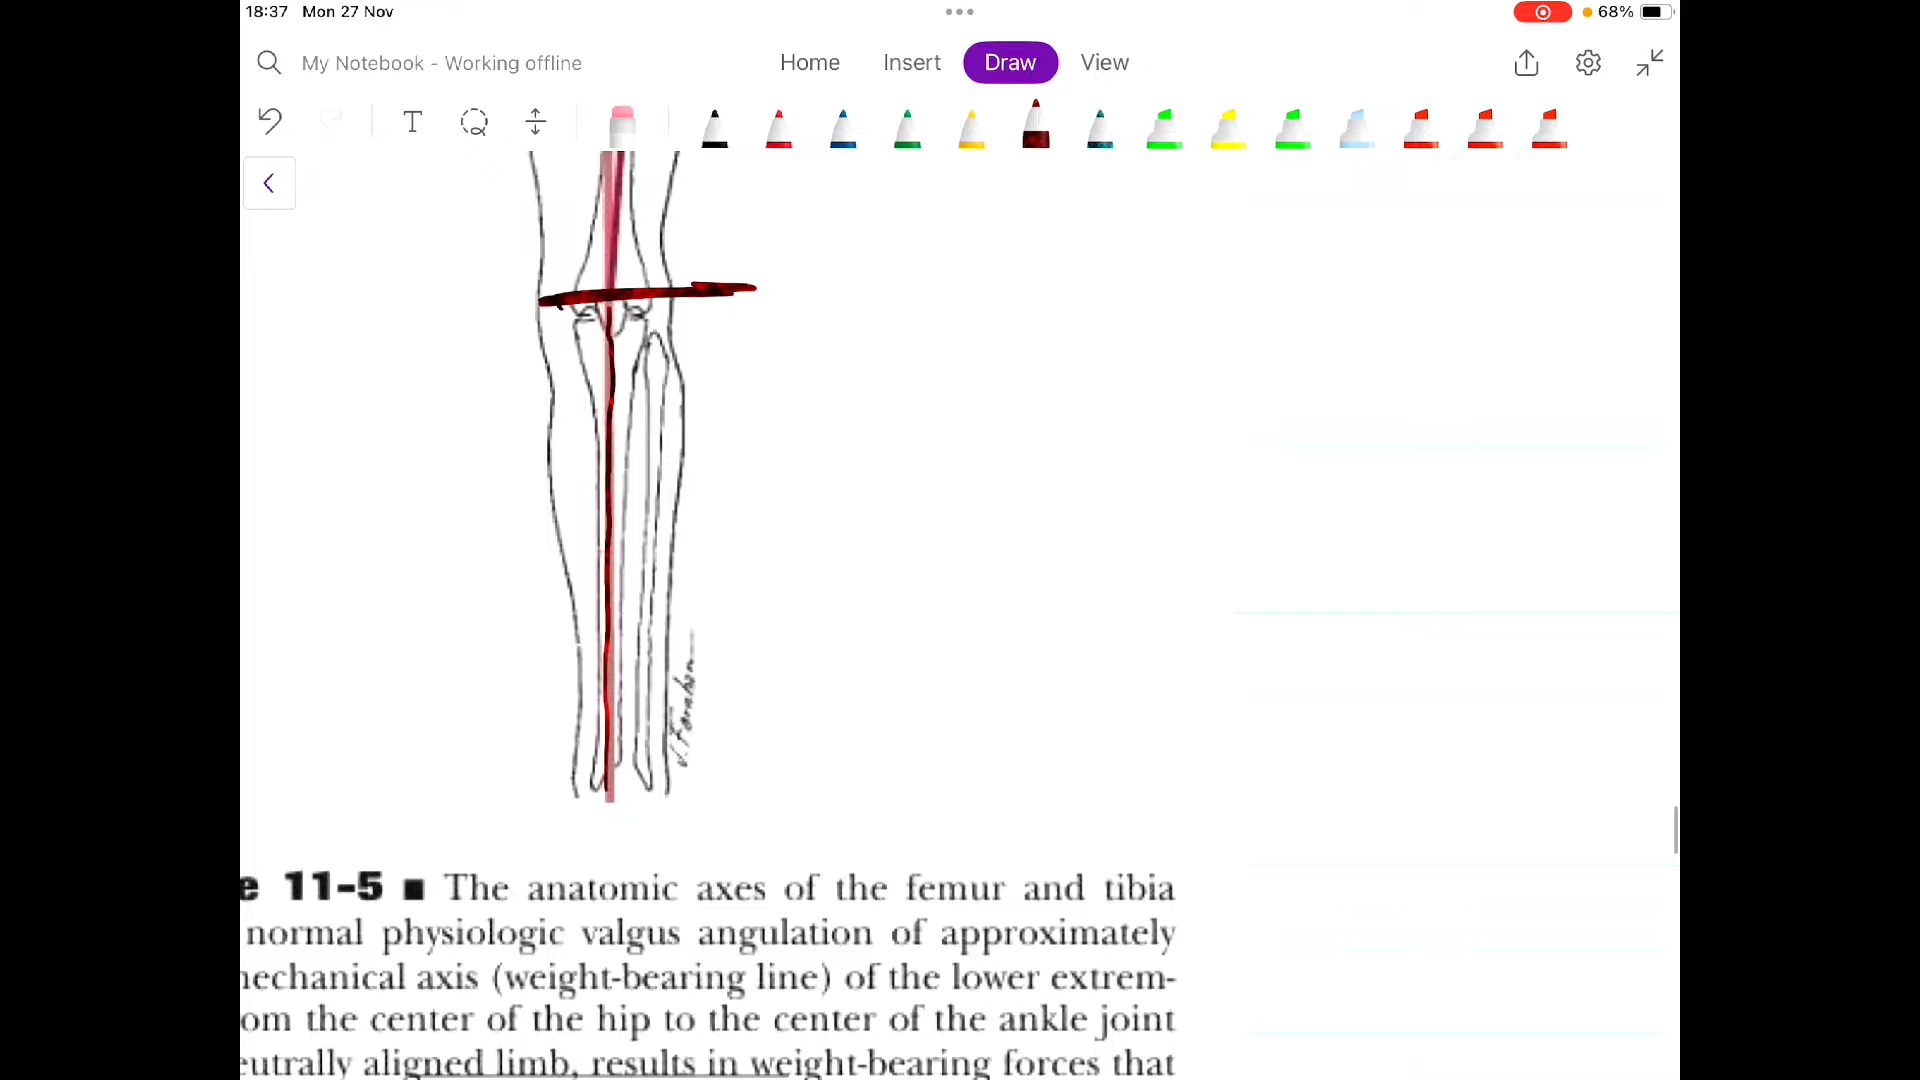 18:37 Mon 27 Nov
68%
My Notebook - Working offline
Home Insert Draw View
T
e 11-5 ■ The anatomic axes of the femur and tibia
normal physiologic valgus angulation of approximately
nechanical axis (weight-bearing line) of the lower extrem-
om the center of the hip to the center of the ankle joint
eutrally aligned limb, results in weight-bearing forces that